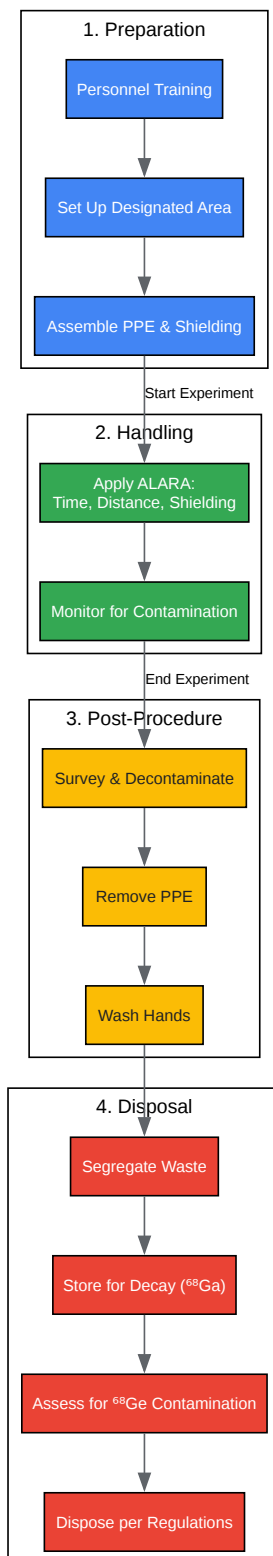 1. Preparation
Personnel Training
Set Up Designated Area
Assemble PPE & Shielding
Start Experiment
2. Handling
Apply ALARA:
Time, Distance, Shielding
Monitor for Contamination
End Experiment
3. Post-Procedure
Survey & Decontaminate
Remove PPE
Wash Hands
4. Disposal
Segregate Waste
Store for Decay (⁶⁸Ga)
Assess for ⁶⁸Ge Contamination
Dispose per Regulations